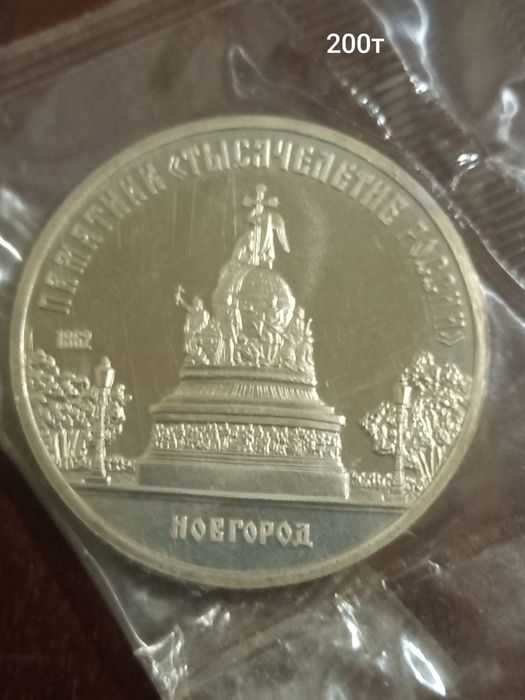 200т
ПАМЯТНИК «ТЫСЯЧЕЛЕТИЕ РОССИИ»
1862
НОВГОРОД